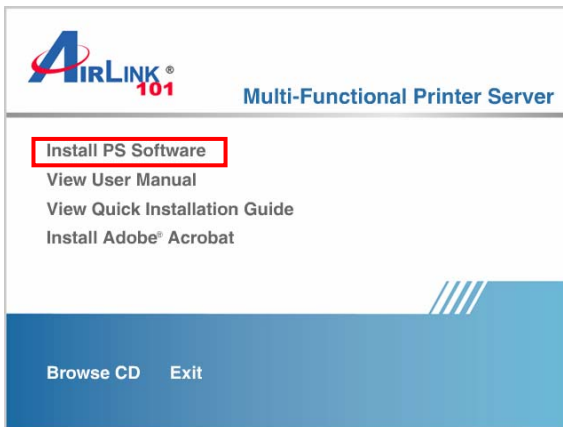 AIRLINK®
101
Multi-Functional Printer Server
Install PS Software
View User Manual
View Quick Installation Guide
Install Adobe® Acrobat
Browse CD Exit